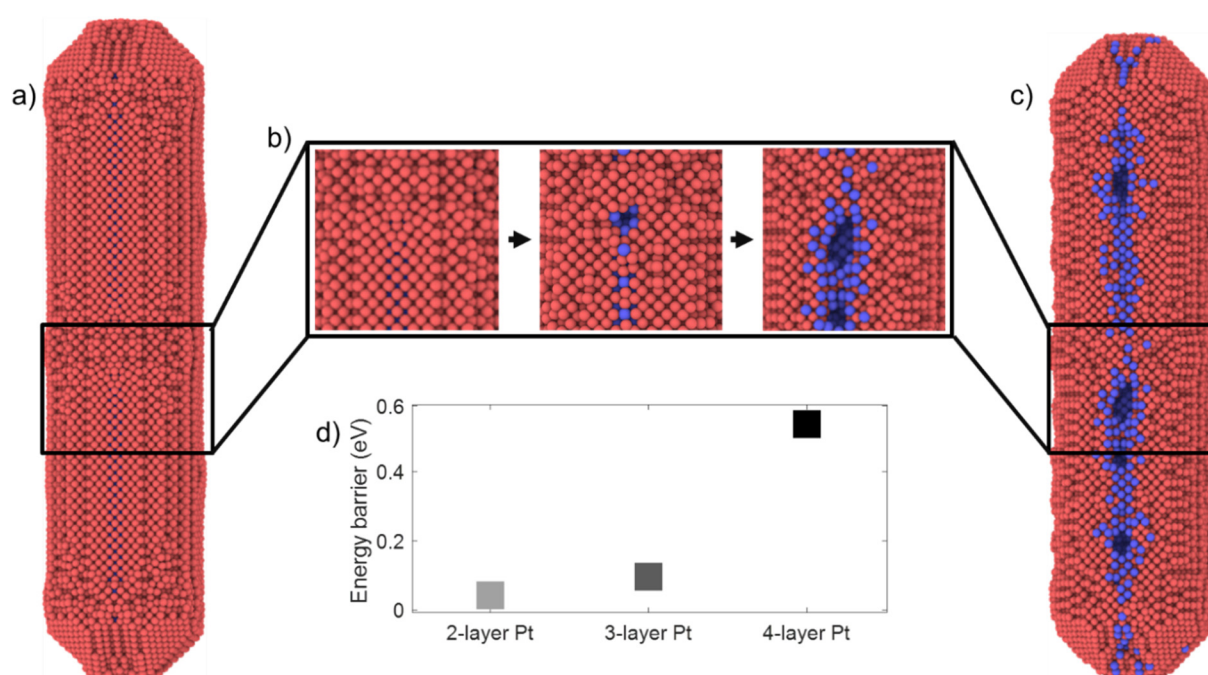 a)
b)
c)
d)
Energy barrier (eV)
0.6
0.4
0.2
0
2-layer Pt
3-layer Pt
4-layer Pt